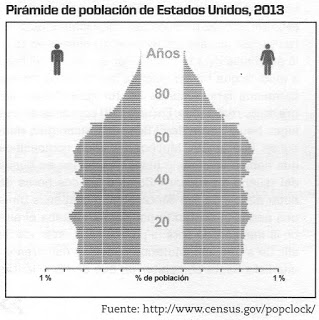 Pirámide de población de Estados Unidos, 2013
Años
80
60
40
20
1 %
% de población
1 %
Fuente: http://www.census.gov/popclock/